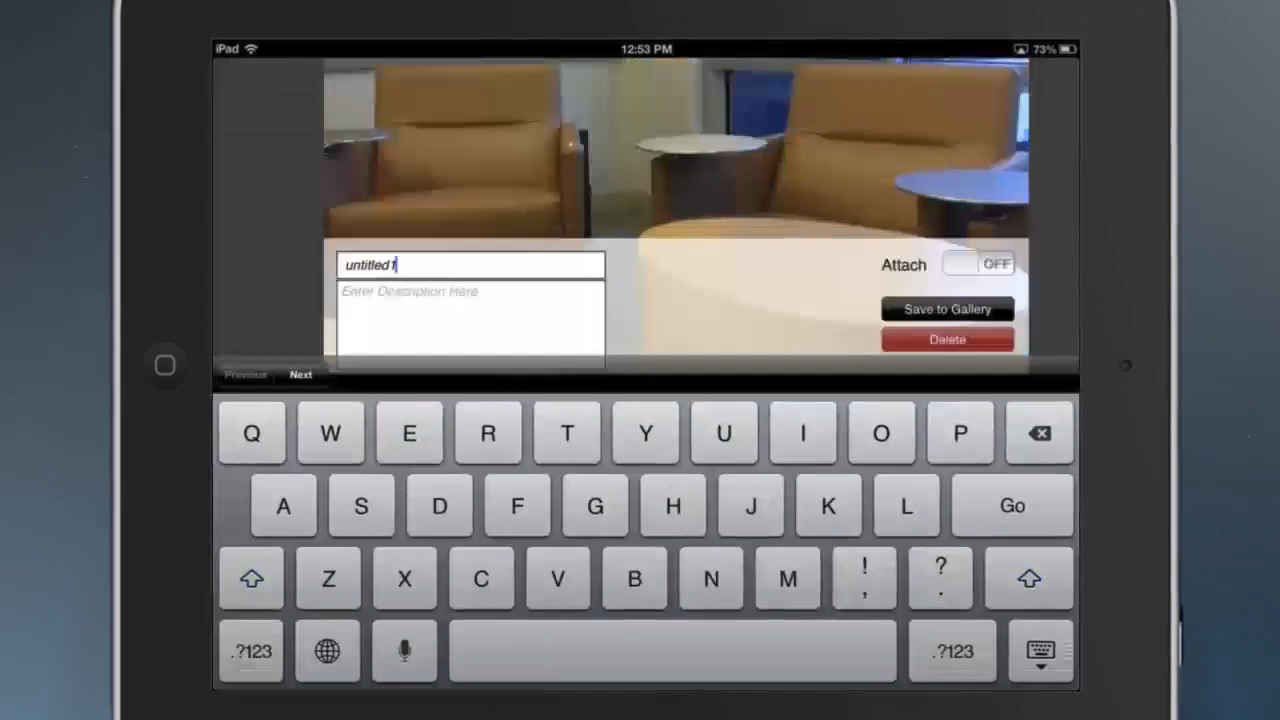 iPad 12:53 PM 73%
untitled1
Enter Description Here
Attach OFF
Save to Gallery
Delete
Previous Next
Q W E R T Y U I O P
A S D F G H J K L Go
Z X C V B N M ! , ? .
.?123 .?123